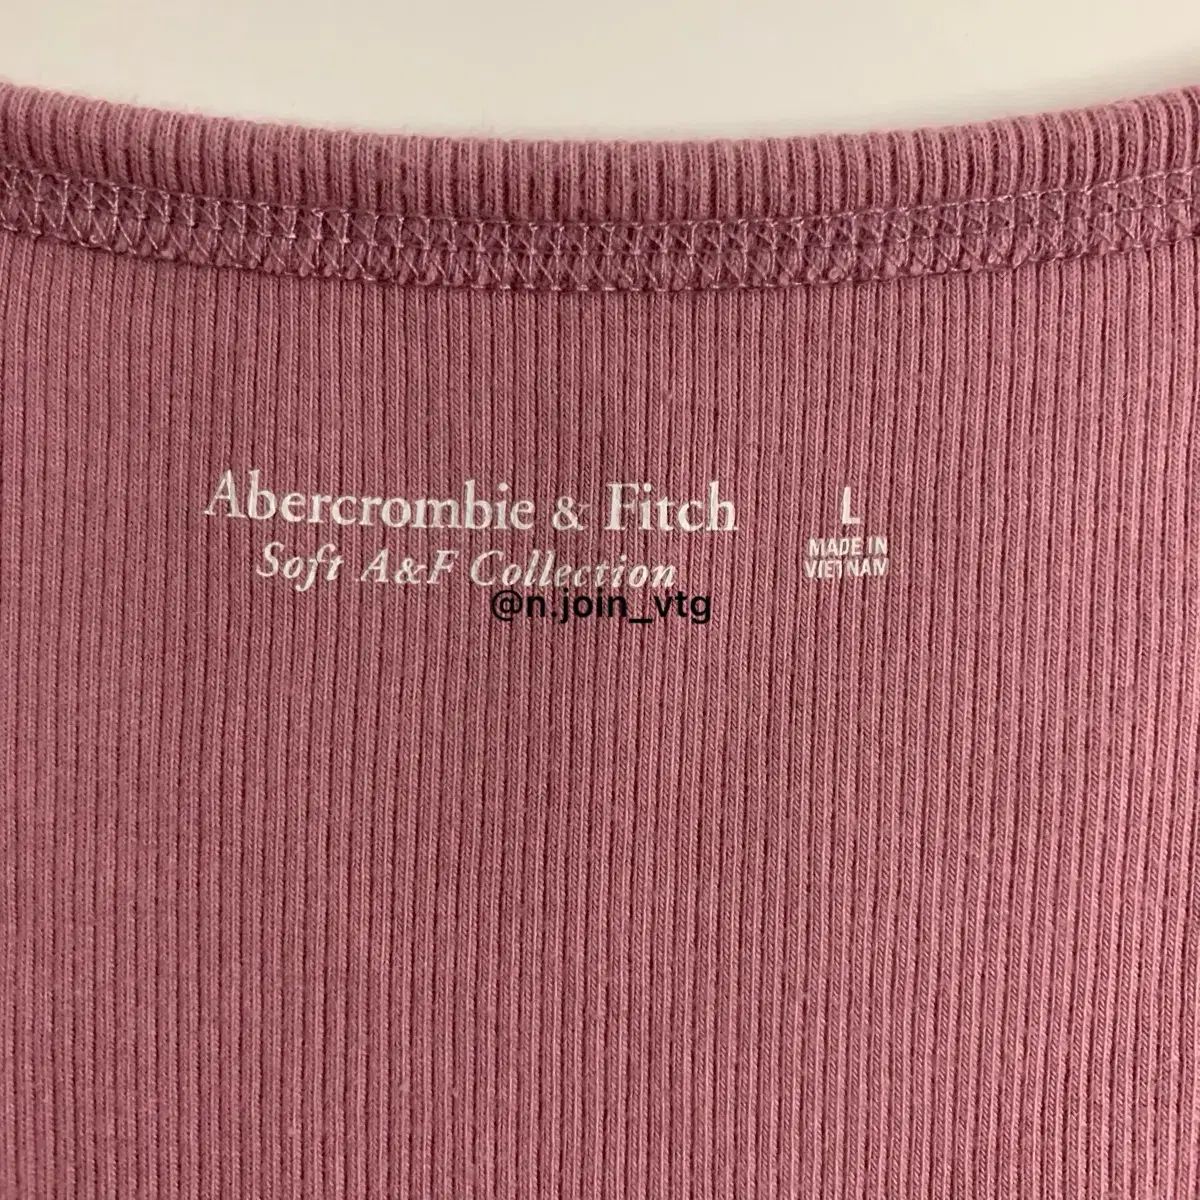 Abercrombie & Fitch
Soft A&F Collection
L
MADE IN
VIETNAM
@n.join_vtg